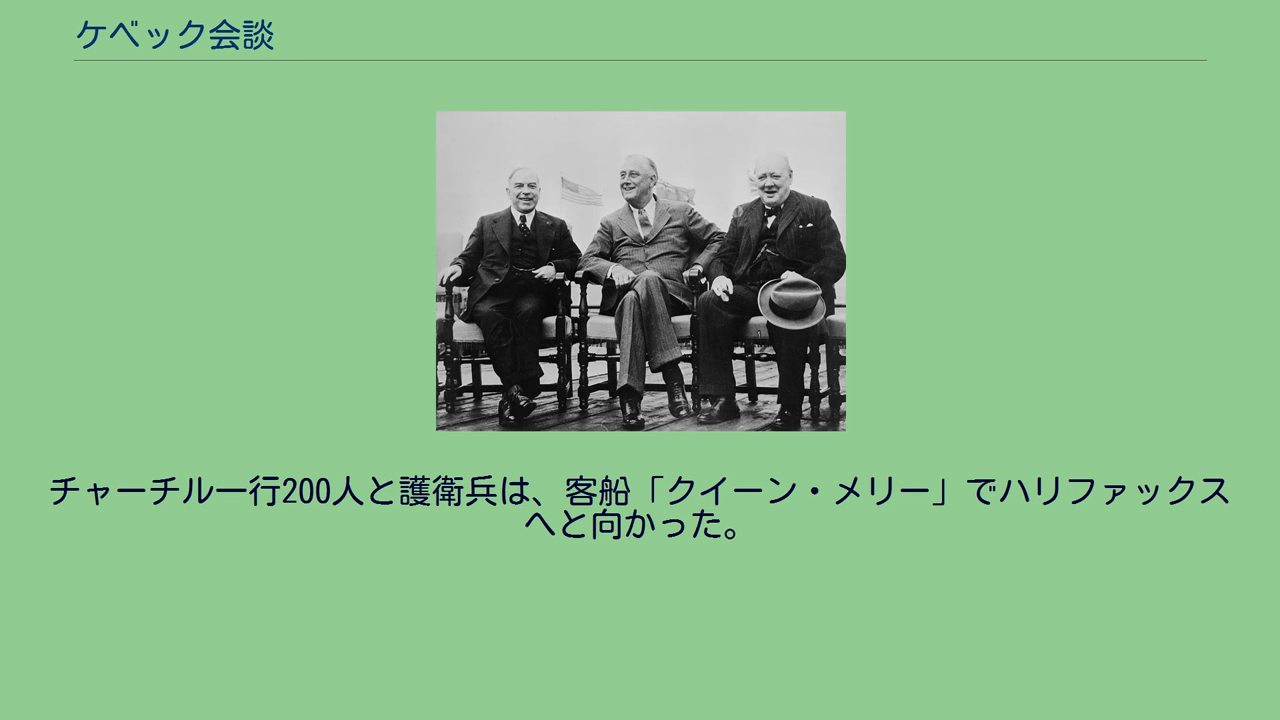 ケベック会談
チャーチル一行200人と護衛兵は、客船「クイーン・メリー」でハリファックス
へと向かった。